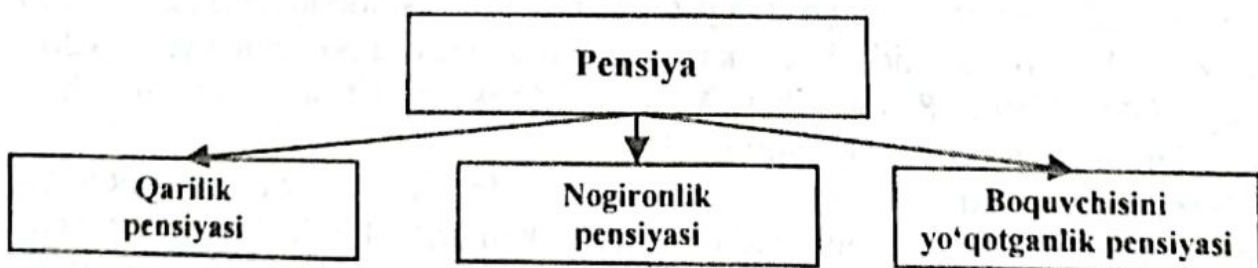 Pensiya
Qarilik
pensiyasi
Nogironlik
pensiyasi
Boquvchisini
yo‘qotganlik pensiyasi